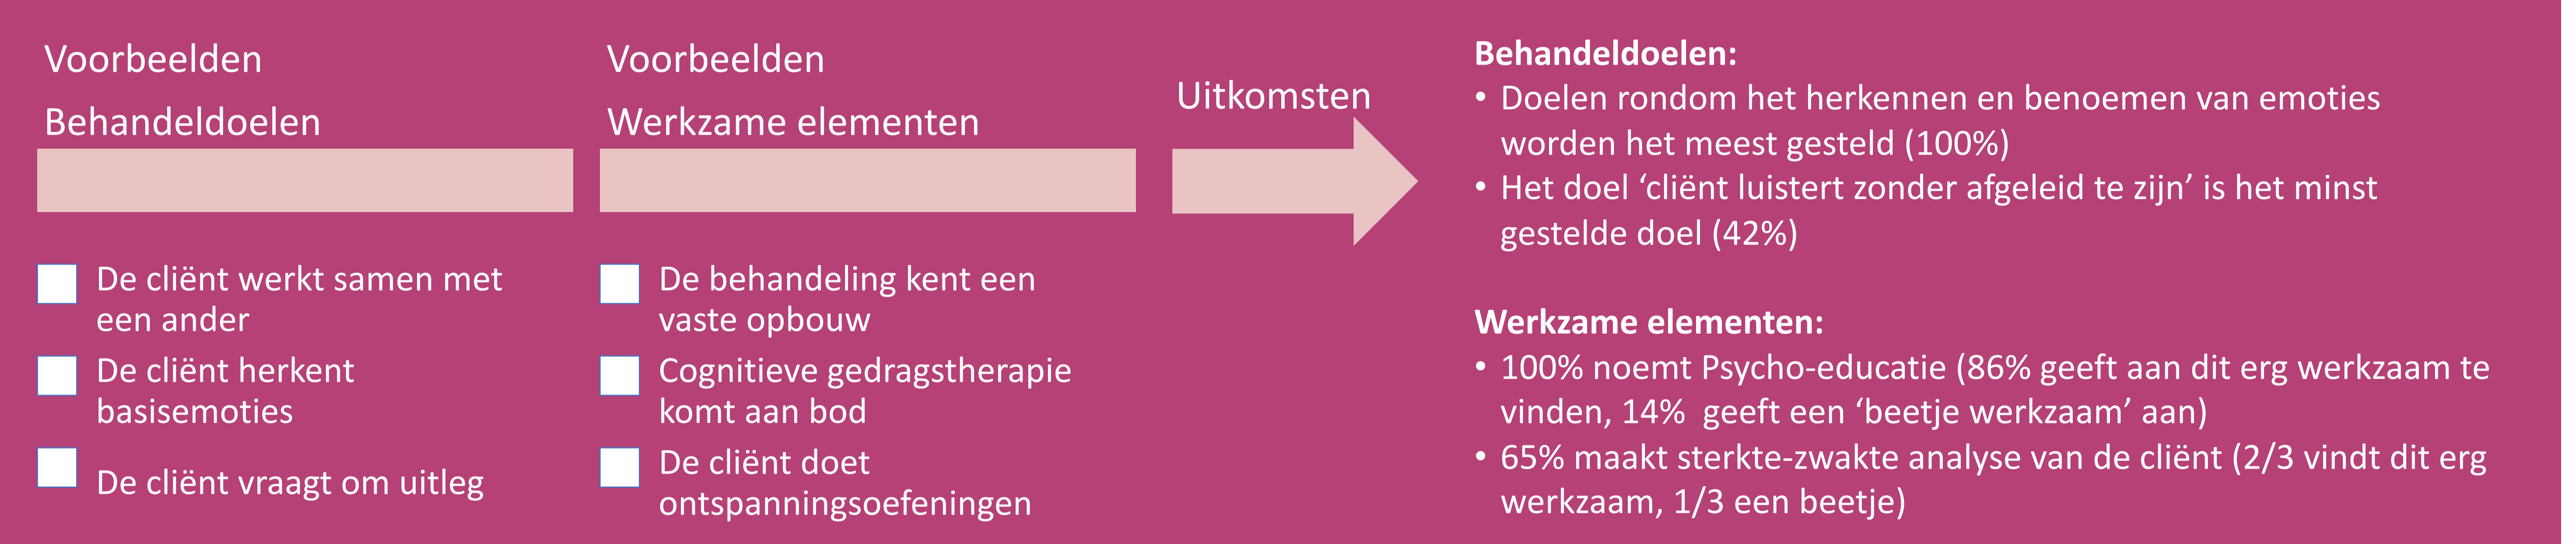 Voorbeelden
Behandeldoelen
De cliënt werkt samen met
een ander
De cliënt herkent
basisemoties
De cliënt vraagt om uitleg
Voorbeelden
Werkzame elementen
De behandeling kent een
vaste opbouw
Cognitieve gedragstherapie
komt aan bod
De cliënt doet
ontspanningsoefeningen
Uitkomsten
Behandeldoelen:
• Doelen rondom het herkennen en benoemen van emoties
worden het meest gesteld (100%)
• Het doel ‘cliënt luistert zonder afgeleid te zijn’ is het minst
gestelde doel (42%)
Werkzame elementen:
• 100% noemt Psycho-educatie (86% geeft aan dit erg werkzaam te
vinden, 14%  geeft een ‘beetje werkzaam’ aan)
• 65% maakt sterkte-zwakte analyse van de cliënt (2/3 vindt dit erg
werkzaam, 1/3 een beetje)